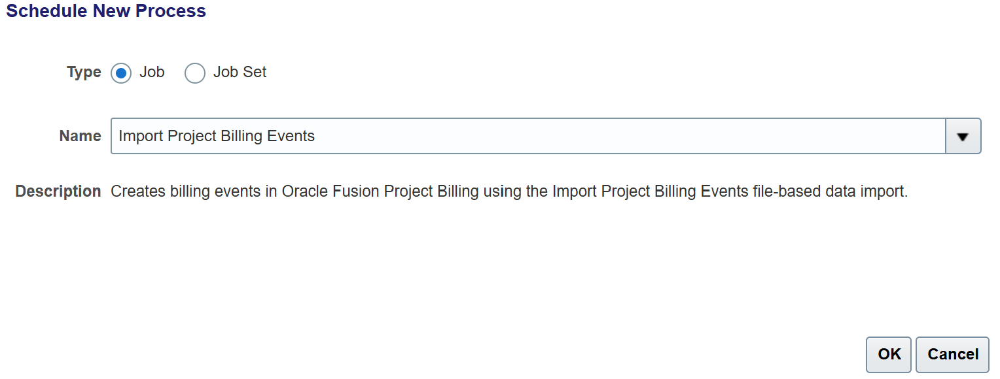 Schedule New Process
Type Job Job Set
Name Import Project Billing Events
Description Creates billing events in Oracle Fusion Project Billing using the Import Project Billing Events file-based data import.
OK Cancel